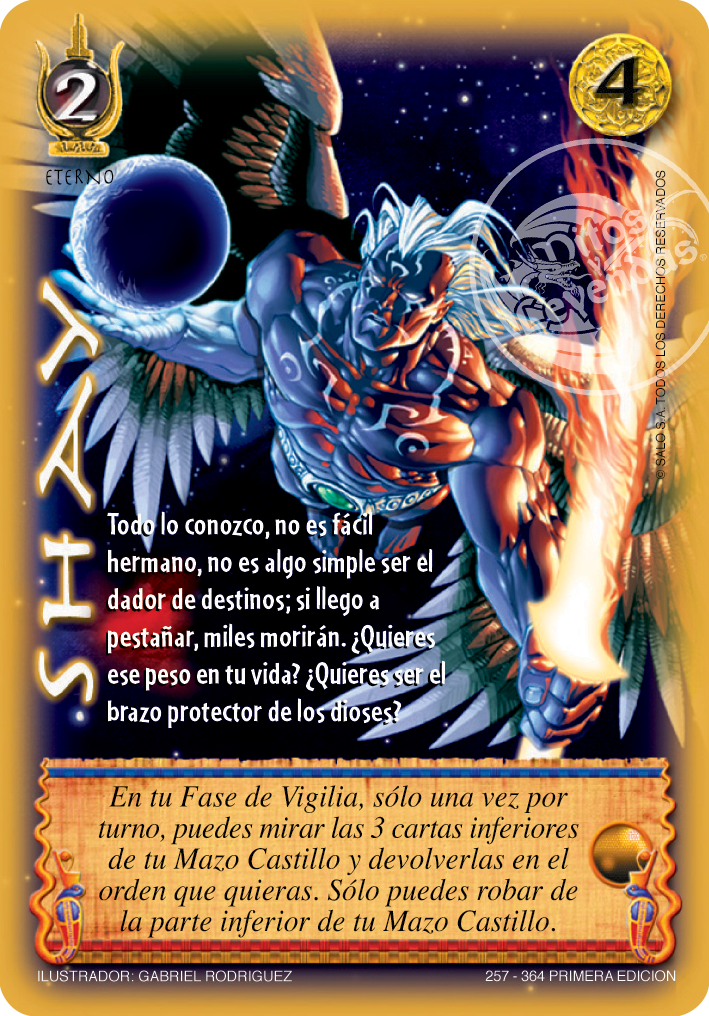 2
4
ETERNO
mitos
y leyendas
© SALO S.A. TODOS LOS DERECHOS RESERVADOS
SHAY
Todo lo conozco, no es fácil
hermano, no es algo simple ser el
dador de destinos; si llego a
pestañar, miles morirán. ¿Quieres
ese peso en tu vida? ¿Quieres ser el
brazo protector de los dioses?
En tu Fase de Vigilia, sólo una vez por
turno, puedes mirar las 3 cartas inferiores
de tu Mazo Castillo y devolverlas en el
orden que quieras. Sólo puedes robar de
la parte inferior de tu Mazo Castillo.
ILUSTRADOR: GABRIEL RODRIGUEZ
257 - 364 PRIMERA EDICION